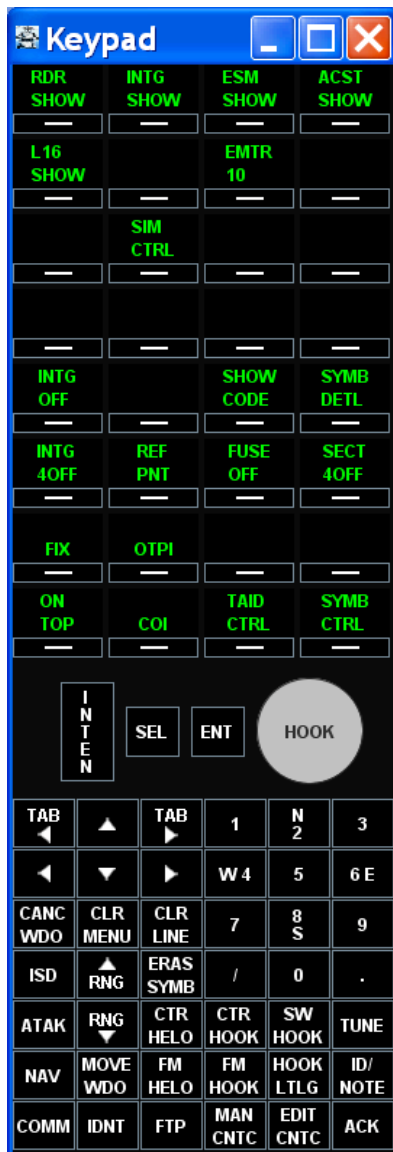 Keypad
RDR INTG ESM ACST
SHOW SHOW SHOW SHOW
L16 EMTR
SHOW 10
SIM
CTRL
INTG SHOW SYMB
OFF CODE DETL
INTG REF FUSE SECT
4OFF PNT OFF 4OFF
FIX OTPI
ON TAID SYMB
TOP COI CTRL CTRL
INTEN SEL ENT HOOK
TAB TAB 1 N 3
2
W 4 5 6 E
CANC CLR CLR 7 8 9
WDO MENU LINE S
ISD RNG ERAS / 0 .
SYMB
ATAK RNG CTR CTR SW TUNE
HELO HOOK HOOK
NAV MOVE FM FM HOOK ID/
WDO HELO HOOK LTLG NOTE
COMM IDNT FTP MAN EDIT ACK
CNTC CNTC